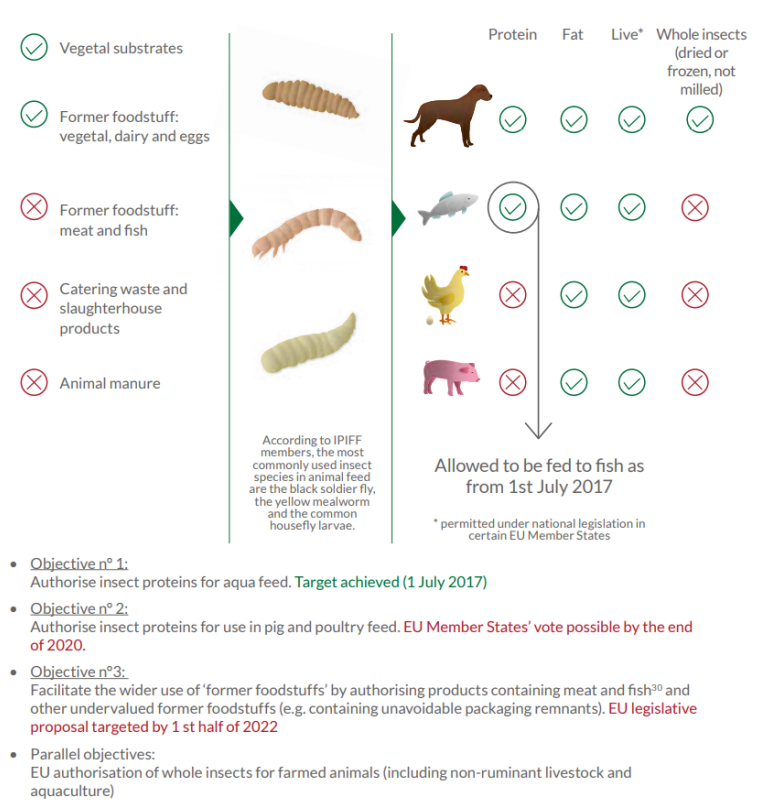 Vegetal substrates
Former foodstuff:
vegetal, dairy and eggs
Former foodstuff:
meat and fish
Catering waste and
slaughterhouse
products
Animal manure
According to IPIFF
members, the most
commonly used insect
species in animal feed
are the black soldier fly,
the yellow mealworm
and the common
housefly larvae.
Protein
Fat
Live*
Whole insects
(dried or
frozen, not
milled)
Allowed to be fed to fish as
from 1st July 2017
* permitted under national legislation in
certain EU Member States
• Objective n° 1:
Authorise insect proteins for aqua feed. Target achieved (1 July 2017)
• Objective n° 2:
Authorise insect proteins for use in pig and poultry feed. EU Member States’ vote possible by the end
of 2020.
• Objective n°3:
Facilitate the wider use of ‘former foodstuffs’ by authorising products containing meat and fish³⁰ and
other undervalued former foodstuffs (e.g. containing unavoidable packaging remnants). EU legislative
proposal targeted by 1 st half of 2022
• Parallel objectives:
EU authorisation of whole insects for farmed animals (including non-ruminant livestock and
aquaculture)